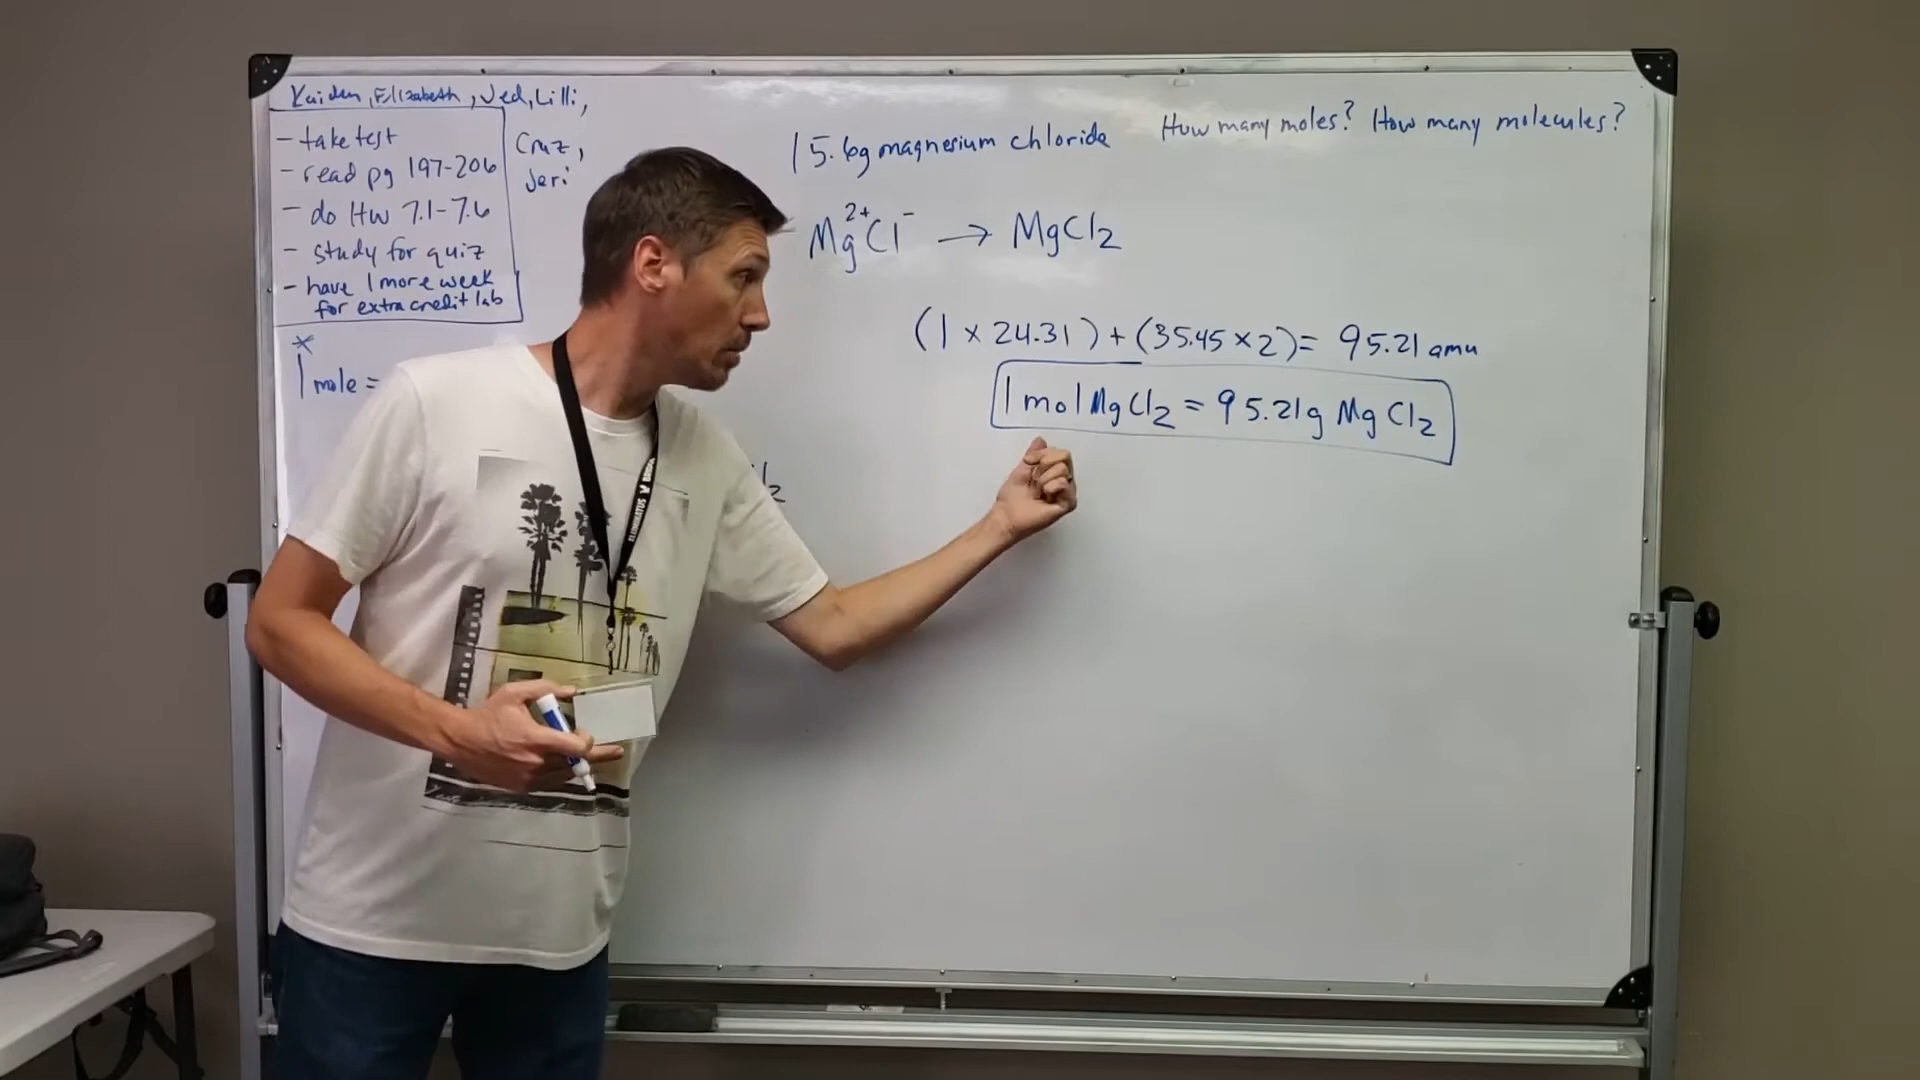 Kaiden, Elizabeth, Jed, Lilli,
Cruz,
Jeri
- take test
- read pg 197-206
- do HW 7.1-7.6
- study for quiz
- have 1 more week
for extra credit lab
*
1 mole =
15.6g magnesium chloride How many moles? How many molecules?
Mg²⁺Cl⁻ → MgCl₂
(1 × 24.31) + (35.45 × 2) = 95.21 amu
1 mol MgCl₂ = 95.21g MgCl₂